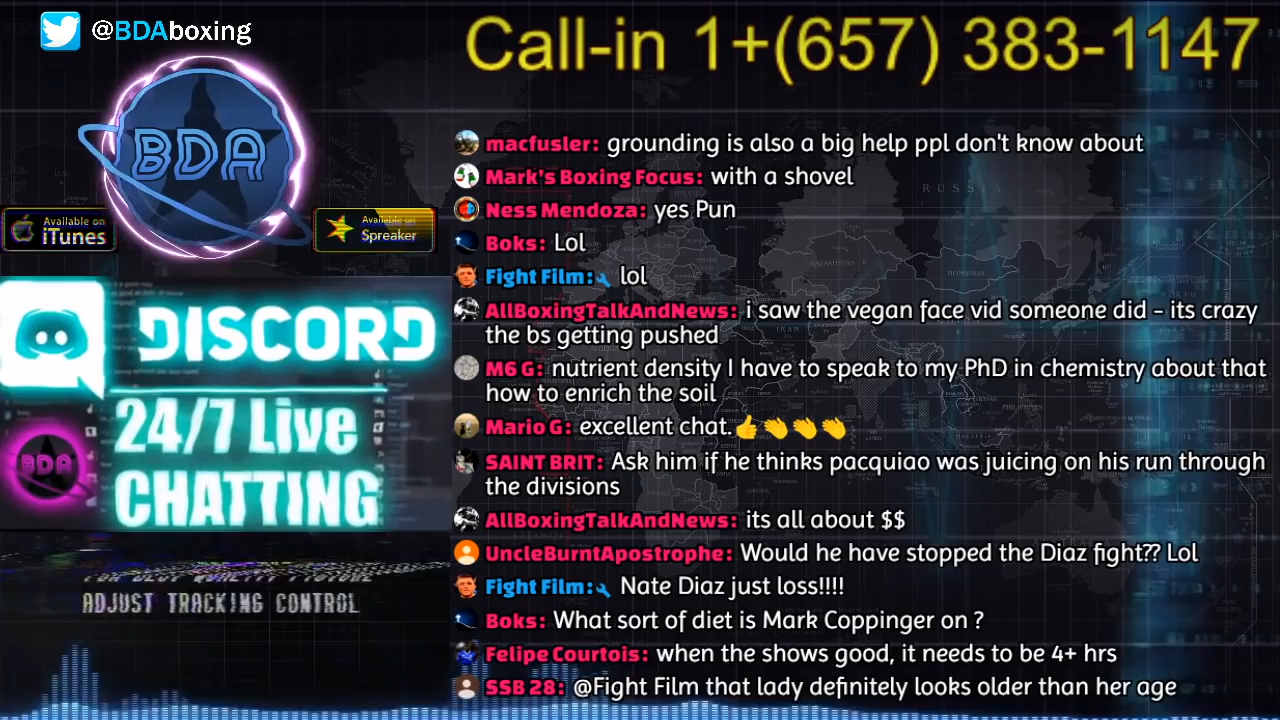 @BDAboxing
Call-in 1+(657) 383-1147
BDA
Available on
iTunes
Available on
Spreaker
DISCORD
24/7 Live
CHATTING
BDA
ADJUST TRACKING CONTROL
macfusler: grounding is also a big help ppl don't know about
Mark's Boxing Focus: with a shovel
Ness Mendoza: yes Pun
Boks: Lol
Fight Film: lol
AllBoxingTalkAndNews: i saw the vegan face vid someone did - its crazy
the bs getting pushed
M6 G: nutrient density I have to speak to my PhD in chemistry about that
how to enrich the soil
Mario G: excellent chat.👍👏👏👏
SAINT BRIT: Ask him if he thinks pacquiao was juicing on his run through
the divisions
AllBoxingTalkAndNews: its all about $$
UncleBurntApostrophe: Would he have stopped the Diaz fight?? Lol
Fight Film: Nate Diaz just loss!!!!
Boks: What sort of diet is Mark Coppinger on ?
Felipe Courtois: when the shows good, it needs to be 4+ hrs
SSB 28: @Fight Film that lady definitely looks older than her age
RUSSIA
KAZAKHSTAN
MONGOLIA